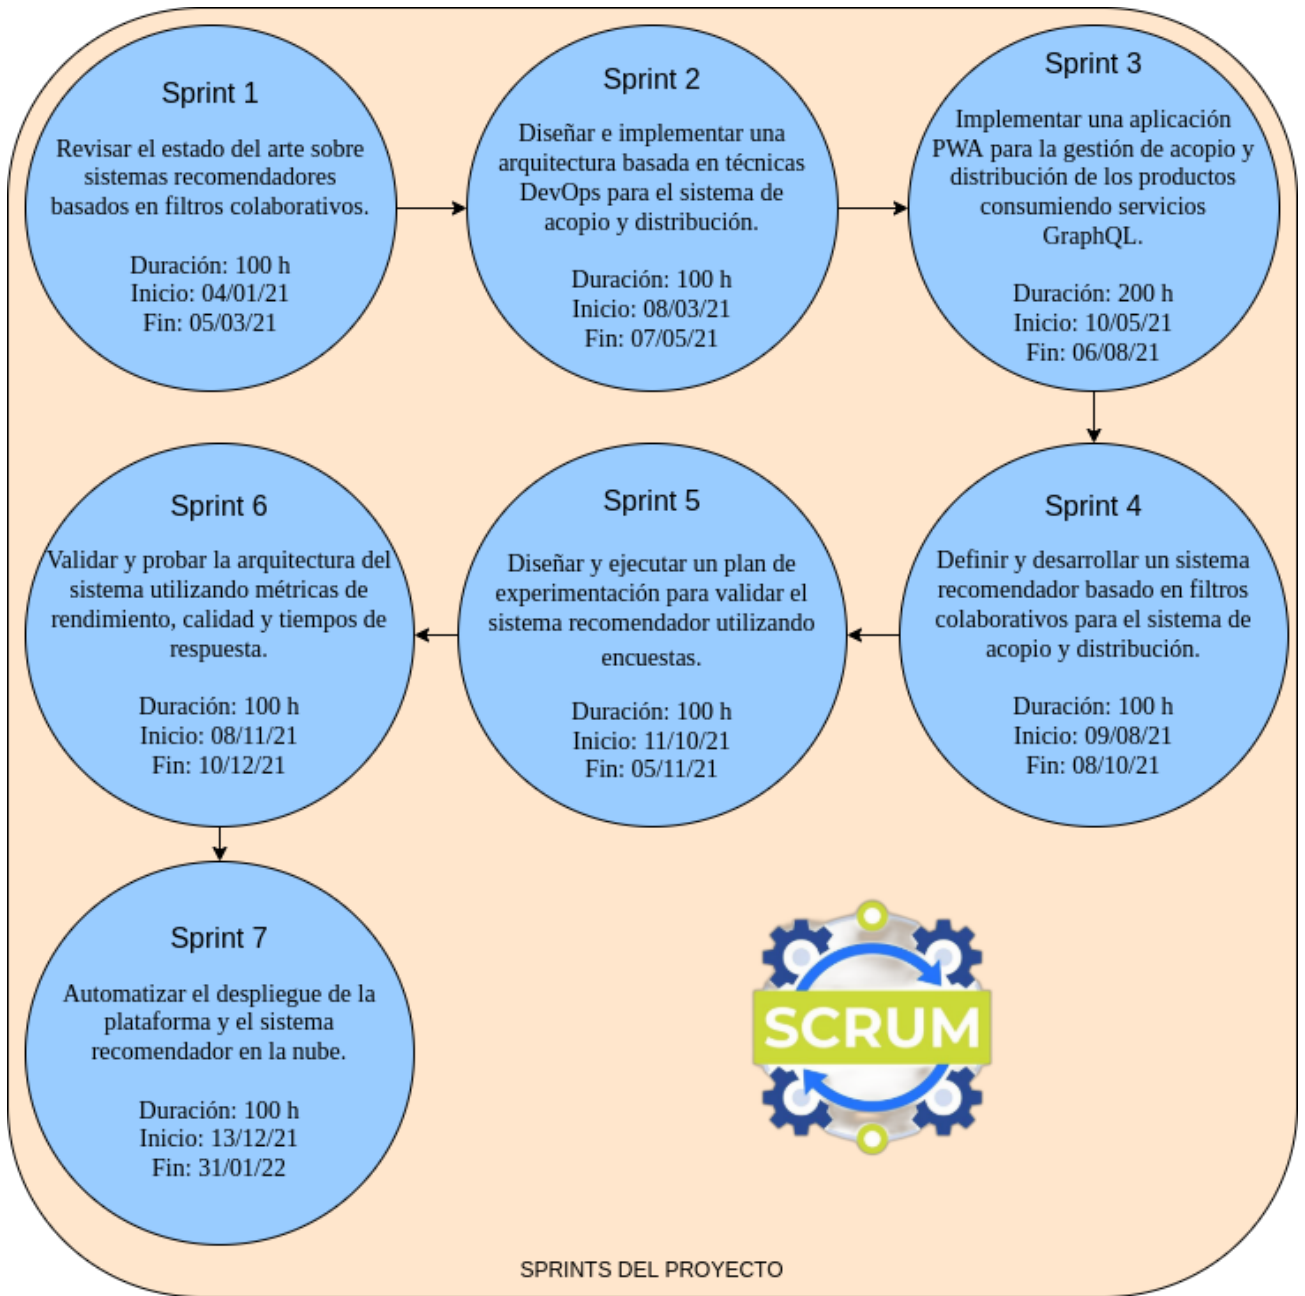 Sprint 1
Revisar el estado del arte sobre
sistemas recomendadores
basados en filtros colaborativos.
Duración: 100 h
Inicio: 04/01/21
Fin: 05/03/21
Sprint 2
Diseñar e implementar una
arquitectura basada en técnicas
DevOps para el sistema de
acopio y distribución.
Duración: 100 h
Inicio: 08/03/21
Fin: 07/05/21
Sprint 3
Implementar una aplicación
PWA para la gestión de acopio y
distribución de los productos
consumiendo servicios
GraphQL.
Duración: 200 h
Inicio: 10/05/21
Fin: 06/08/21
Sprint 4
Definir y desarrollar un sistema
recomendador basado en filtros
colaborativos para el sistema de
acopio y distribución.
Duración: 100 h
Inicio: 09/08/21
Fin: 08/10/21
Sprint 5
Diseñar y ejecutar un plan de
experimentación para validar el
sistema recomendador utilizando
encuestas.
Duración: 100 h
Inicio: 11/10/21
Fin: 05/11/21
Sprint 6
Validar y probar la arquitectura del
sistema utilizando métricas de
rendimiento, calidad y tiempos de
respuesta.
Duración: 100 h
Inicio: 08/11/21
Fin: 10/12/21
Sprint 7
Automatizar el despliegue de la
plataforma y el sistema
recomendador en la nube.
Duración: 100 h
Inicio: 13/12/21
Fin: 31/01/22
SCRUM
SPRINTS DEL PROYECTO